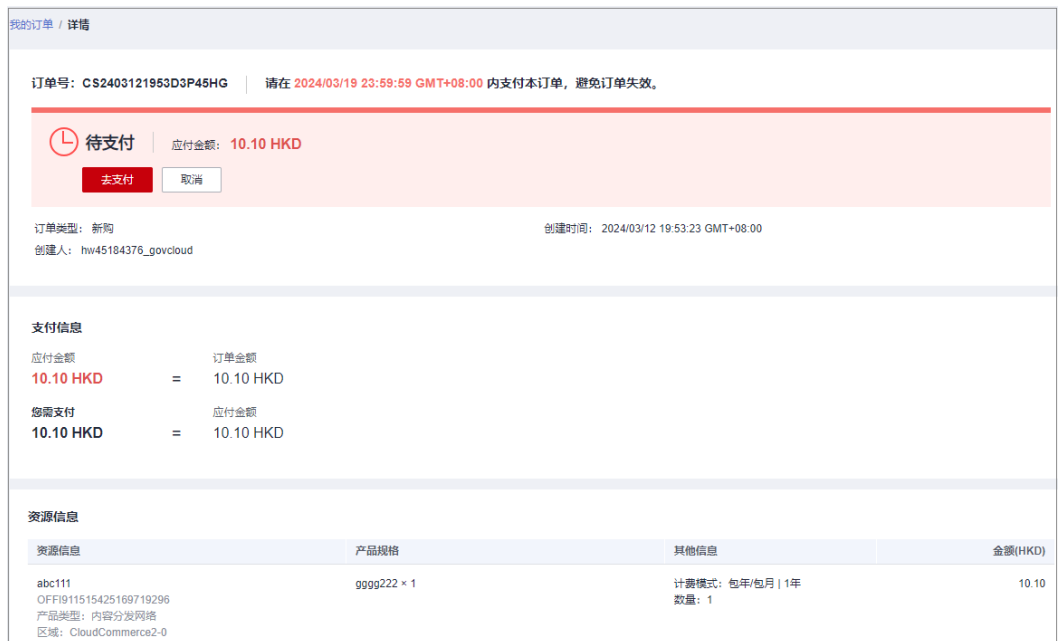 我的订单 / 详情
订单号：CS2403121953D3P45HG 请在 2024/03/19 23:59:59 GMT+08:00 内支付本订单，避免订单失效。
待支付 应付金额： 10.10 HKD
去支付 取消
订单类型： 新购 创建时间： 2024/03/12 19:53:23 GMT+08:00
创建人： hw45184376_govcloud
支付信息
应付金额 订单金额
10.10 HKD = 10.10 HKD
您需支付 应付金额
10.10 HKD = 10.10 HKD
资源信息
资源信息 产品规格 其他信息 金额(HKD)
abc111 gggg222 × 1 计费模式：包年/包月 | 1年 10.10
OFFI911515425169719296 数量：1
产品类型：内容分发网络
区域：CloudCommerce2-0